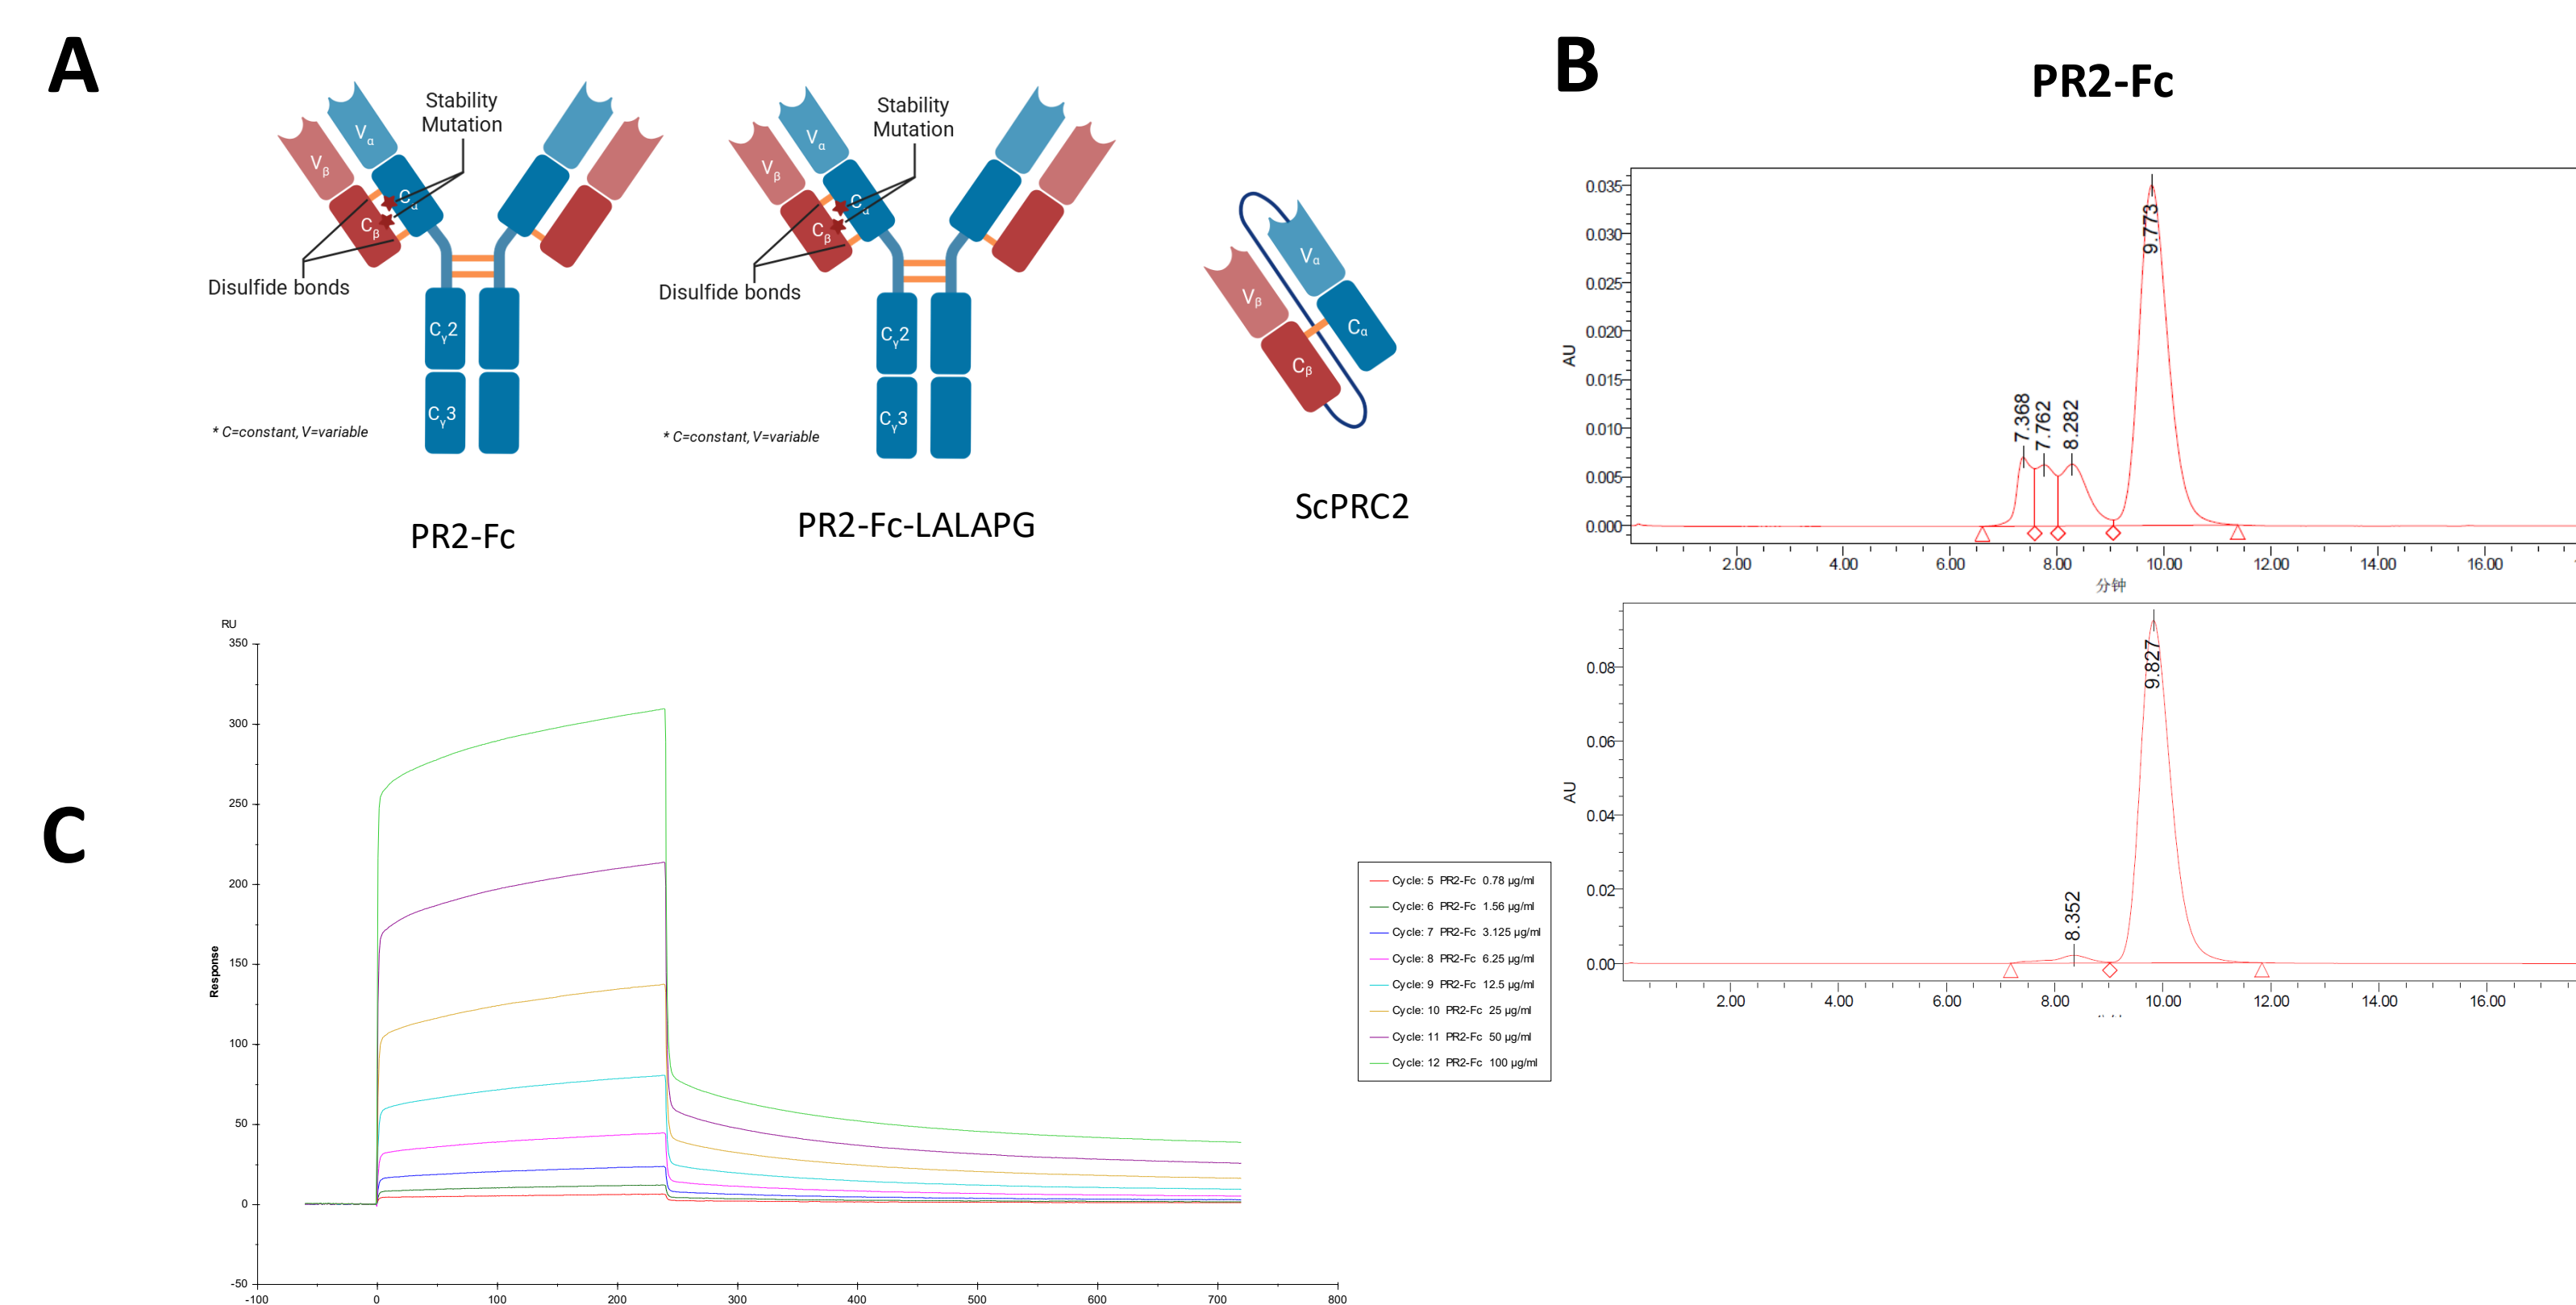 A
Stability
Mutation
Vα
Vβ
Cα
Cβ
Disulfide bonds
Cγ2
Cγ3
* C=constant, V=variable
PR2-Fc
Stability
Mutation
Vα
Vβ
Cα
Cβ
Disulfide bonds
Cγ2
Cγ3
* C=constant, V=variable
PR2-Fc-LALAPG
Vα
Vβ
Cα
Cβ
ScPRC2
B
PR2-Fc
AU
0.035
0.030
0.025
0.020
0.015
0.010
0.005
0.000
7.368
7.762
8.282
9.773
2.00
4.00
6.00
8.00
10.00
12.00
14.00
16.00
分钟
AU
0.08
0.06
0.04
0.02
0.00
8.352
9.827
2.00
4.00
6.00
8.00
10.00
12.00
14.00
16.00
C
RU
350
300
250
200
150
100
50
0
-50
Response
-100
0
100
200
300
400
500
600
700
800
Cycle: 5 PR2-Fc 0.78 µg/ml
Cycle: 6 PR2-Fc 1.56 µg/ml
Cycle: 7 PR2-Fc 3.125 µg/ml
Cycle: 8 PR2-Fc 6.25 µg/ml
Cycle: 9 PR2-Fc 12.5 µg/ml
Cycle: 10 PR2-Fc 25 µg/ml
Cycle: 11 PR2-Fc 50 µg/ml
Cycle: 12 PR2-Fc 100 µg/ml